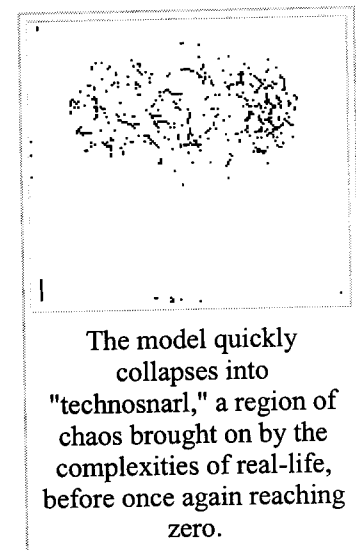 The model quickly
collapses into
"technosnarl," a region of
chaos brought on by the
complexities of real-life,
before once again reaching
zero.